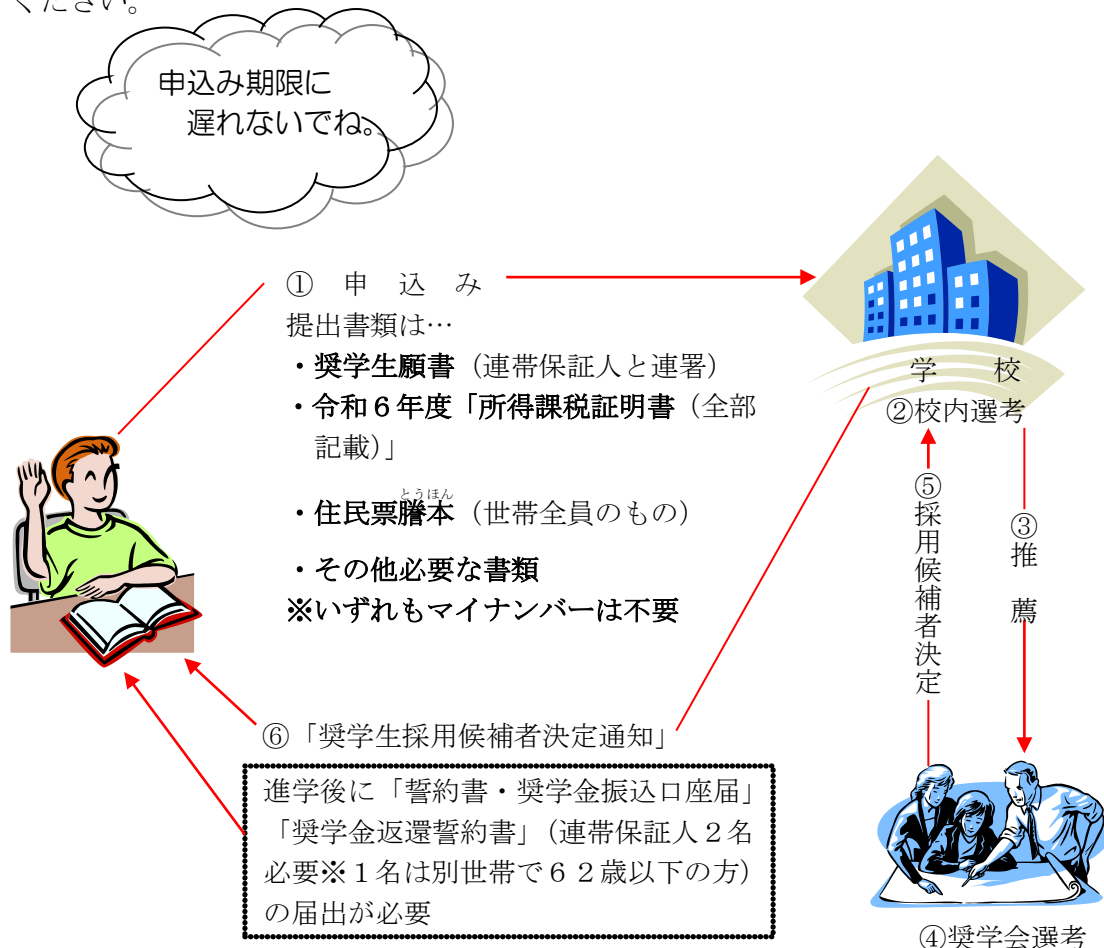 ください。
申込み期限に
遅れないでね。
① 申 込 み
提出書類は…
・奨学生願書（連帯保証人と連署）
・令和６年度「所得課税証明書（全部
記載）」
とうほん
・住民票謄本（世帯全員のもの）
・その他必要な書類
※いずれもマイナンバーは不要
学 校
②校内選考
③推 薦
④奨学会選考
⑤採用候補者決定
⑥「奨学生採用候補者決定通知」
進学後に「誓約書・奨学金振込口座届」
「奨学金返還誓約書」（連帯保証人２名
必要※１名は別世帯で６２歳以下の方）
の届出が必要